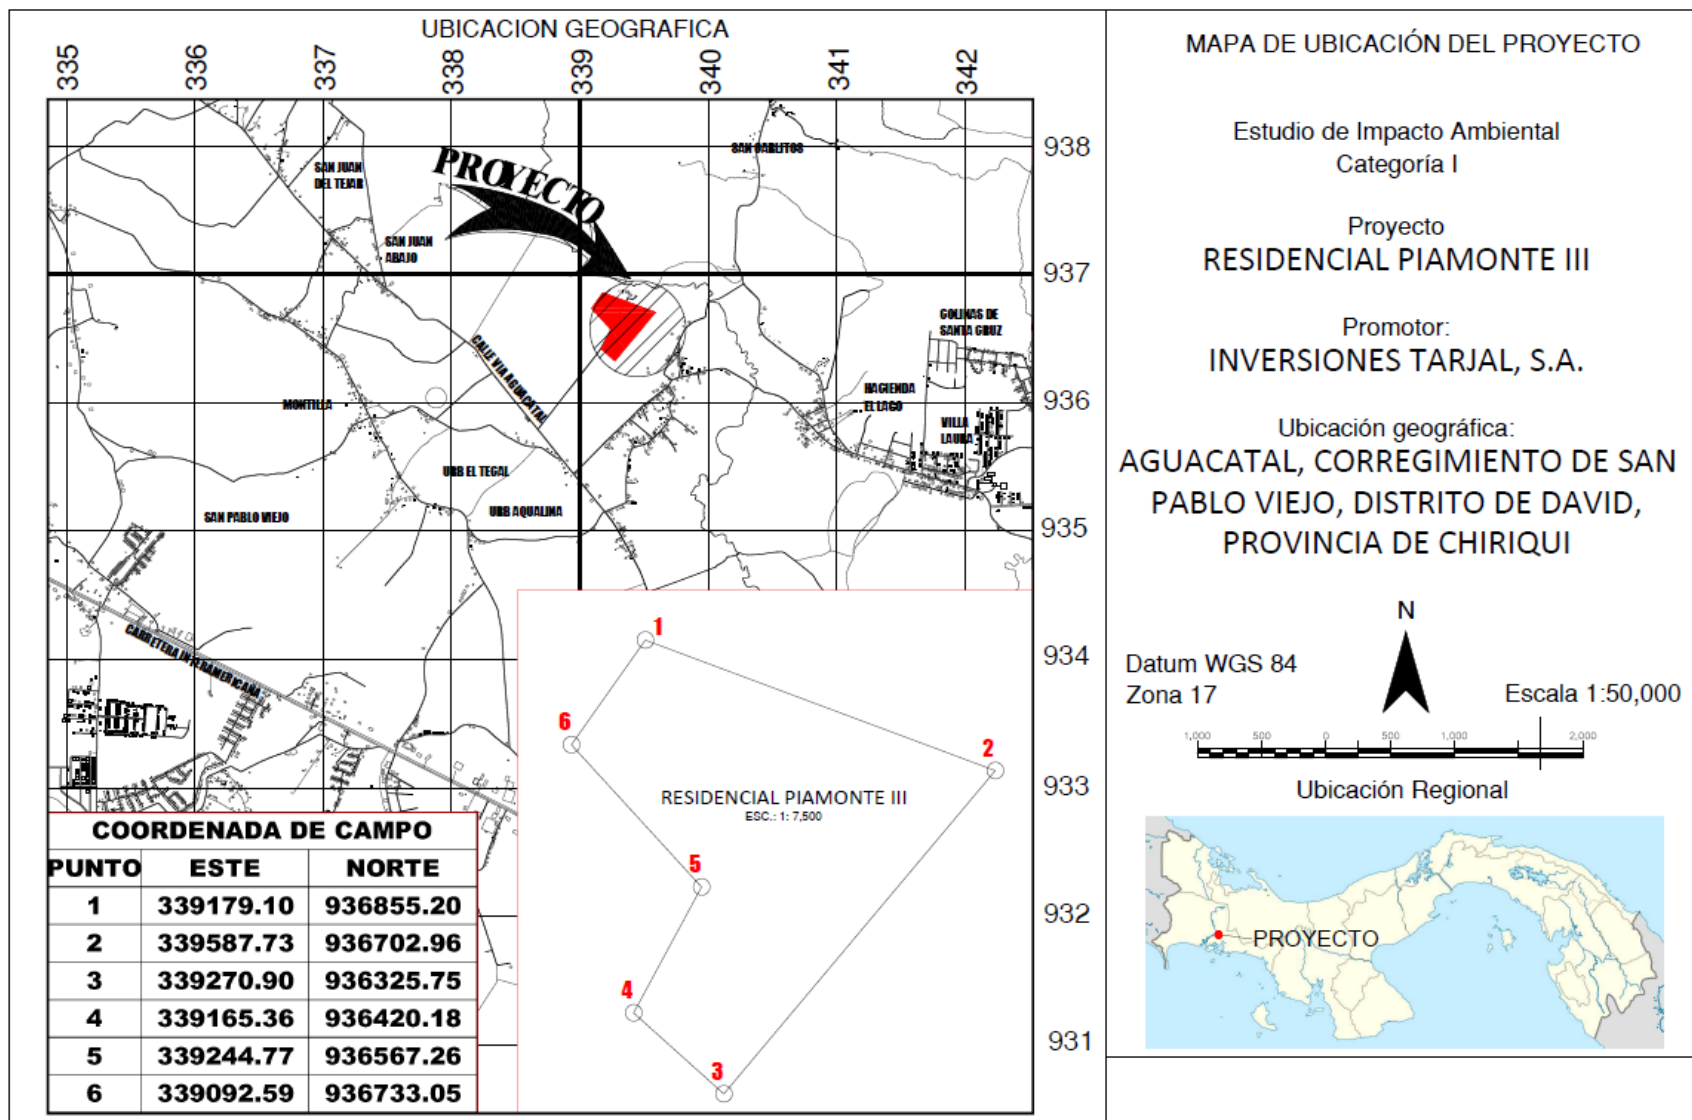 UBICACION GEOGRAFICA
335 336 337 338 339 340 341 342
938
937
936
935
934
933
932
931
SAN CARLITOS
SAN JUAN
DEL TEJAR
PROYECTO
SAN JUAN
ABAJO
COLINAS DE
SANTA CRUZ
CALLE VIA AGUACATAL
HACIENDA
EL LAGO
MONTILLA
VILLA
LAURA
URB EL TECAL
URB AQUALINA
SAN PABLO VIEJO
CARRETERA INTERAMERICANA
1
2
3
4
5
6
RESIDENCIAL PIAMONTE III
ESC.: 1: 7,500
COORDENADA DE CAMPO
PUNTO ESTE NORTE
1 339179.10 936855.20
2 339587.73 936702.96
3 339270.90 936325.75
4 339165.36 936420.18
5 339244.77 936567.26
6 339092.59 936733.05
MAPA DE UBICACIÓN DEL PROYECTO
Estudio de Impacto Ambiental
Categoría I
Proyecto
RESIDENCIAL PIAMONTE III
Promotor:
INVERSIONES TARJAL, S.A.
Ubicación geográfica:
AGUACATAL, CORREGIMIENTO DE SAN
PABLO VIEJO, DISTRITO DE DAVID,
PROVINCIA DE CHIRIQUI
N
Datum WGS 84
Zona 17
Escala 1:50,000
1,000 500 0 500 1,000 2,000
Ubicación Regional
PROYECTO